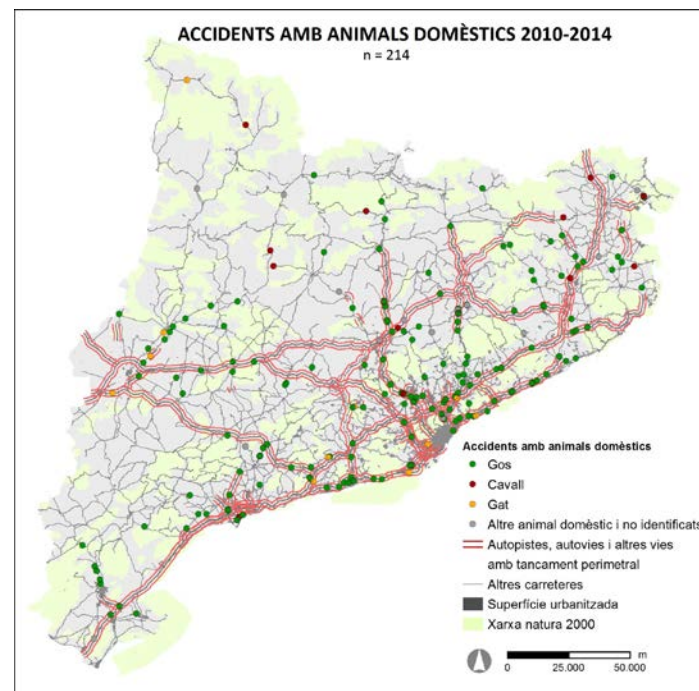 ACCIDENTS AMB ANIMALS DOMÈSTICS 2010-2014
n = 214
Accidents amb animals domèstics
Gos
Cavall
Gat
Altre animal domèstic i no identificats
Autopistes, autovies i altres vies
amb tancament perimetral
Altres carreteres
Superfície urbanitzada
Xarxa natura 2000
m
0 25.000 50.000